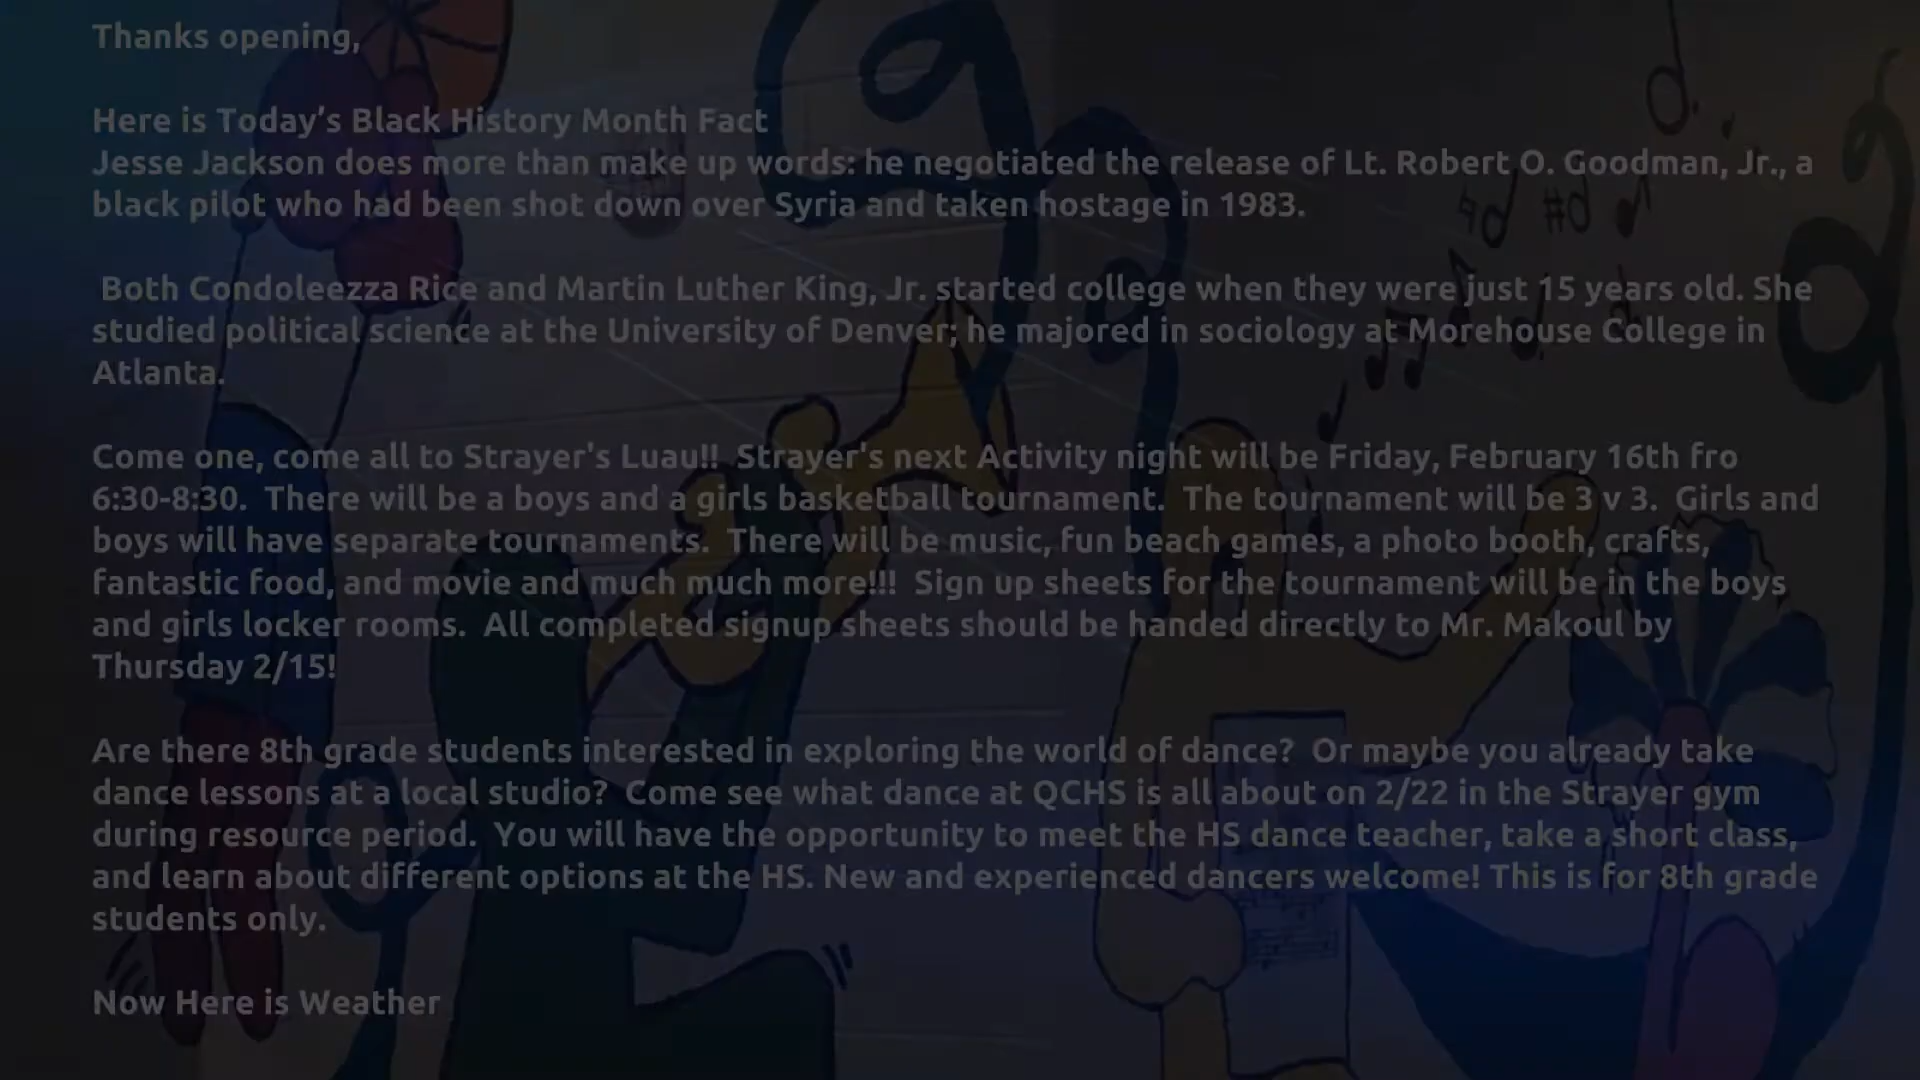 Thanks opening,
Here is Today’s Black History Month Fact
Jesse Jackson does more than make up words: he negotiated the release of Lt. Robert O. Goodman, Jr., a
black pilot who had been shot down over Syria and taken hostage in 1983.
Both Condoleezza Rice and Martin Luther King, Jr. started college when they were just 15 years old. She
studied political science at the University of Denver; he majored in sociology at Morehouse College in
Atlanta.
Come one, come all to Strayer's Luau!!  Strayer's next Activity night will be Friday, February 16th fro
6:30-8:30.  There will be a boys and a girls basketball tournament.  The tournament will be 3 v 3.  Girls and
boys will have separate tournaments.  There will be music, fun beach games, a photo booth, crafts,
fantastic food, and movie and much much more!!!  Sign up sheets for the tournament will be in the boys
and girls locker rooms.  All completed signup sheets should be handed directly to Mr. Makoul by
Thursday 2/15!
Are there 8th grade students interested in exploring the world of dance?  Or maybe you already take
dance lessons at a local studio?  Come see what dance at QCHS is all about on 2/22 in the Strayer gym
during resource period.  You will have the opportunity to meet the HS dance teacher, take a short class,
and learn about different options at the HS. New and experienced dancers welcome! This is for 8th grade
students only.
Now Here is Weather